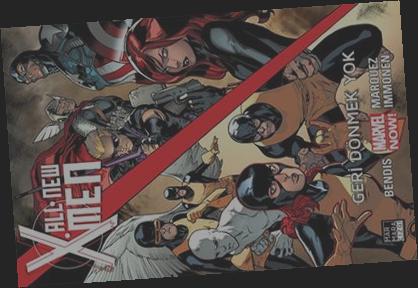 ALL-NEW
X-MEN
GERİ DÖNMEK YOK
BENDIS
MARVEL
NOW!
MARQUEZ
IMMONEN